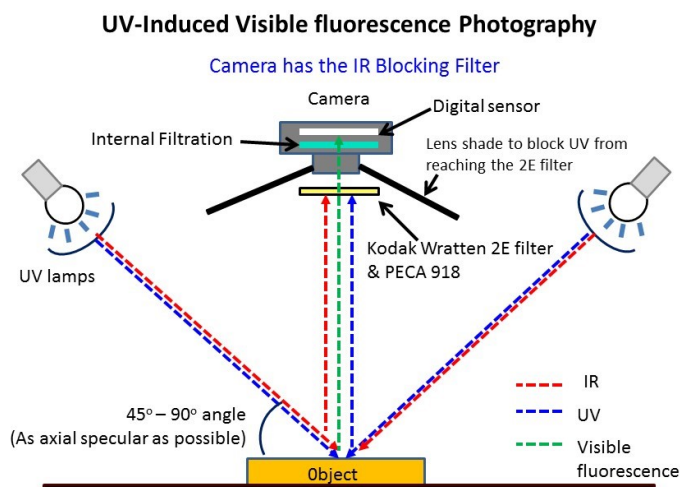 UV-Induced Visible fluorescence Photography
Camera has the IR Blocking Filter
Camera
Digital sensor
Internal Filtration
Lens shade to block UV from
reaching the 2E filter
Kodak Wratten 2E filter
& PECA 918
UV lamps
45° – 90° angle
(As axial specular as possible)
IR
UV
Visible
fluorescence
0bject